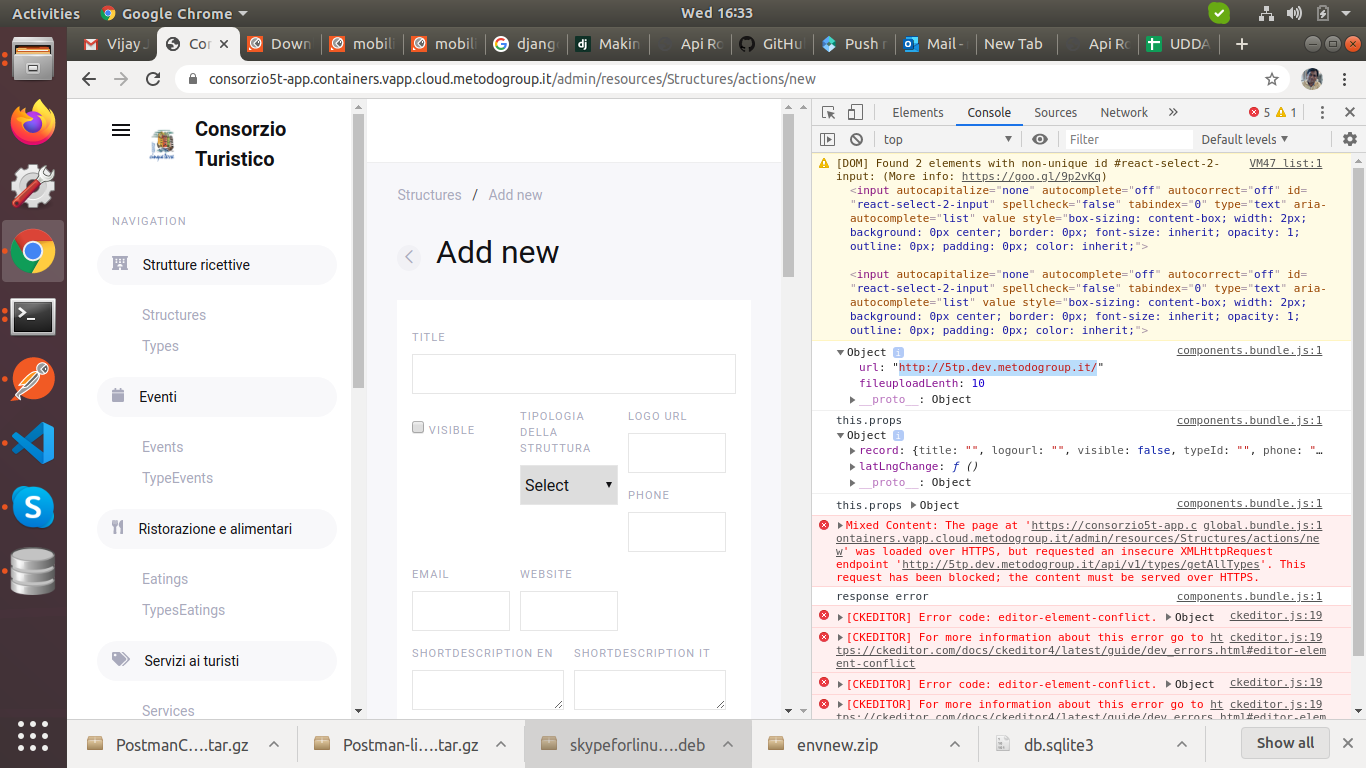 Activities Google Chrome Wed 16:33
Vijay J Con Down mobil mobil djang Makin Api Ro GitHu Push n Mail - New Tab Api Ro UDDA
consorzio5t-app.containers.vapp.cloud.metodogroup.it/admin/resources/Structures/actions/new
Consorzio
Turistico
NAVIGATION
Strutture ricettive
Structures
Types
Eventi
Events
TypeEvents
Ristorazione e alimentari
Eatings
TypesEatings
Servizi ai turisti
Services
Structures / Add new
Add new
TITLE
VISIBLE
TIPOLOGIA
DELLA
STRUTTURA
Select
LOGO URL
PHONE
EMAIL WEBSITE
SHORTDESCRIPTION EN SHORTDESCRIPTION IT
Elements Console Sources Network » 5 1
top Filter Default levels
[DOM] Found 2 elements with non-unique id #react-select-2- VM47 list:1
input: (More info: https://goo.gl/9p2vKq)
<input autocapitalize="none" autocomplete="off" autocorrect="off" id=
"react-select-2-input" spellcheck="false" tabindex="0" type="text" aria-
autocomplete="list" value style="box-sizing: content-box; width: 2px;
background: 0px center; border: 0px; font-size: inherit; opacity: 1;
outline: 0px; padding: 0px; color: inherit;">
<input autocapitalize="none" autocomplete="off" autocorrect="off" id=
"react-select-2-input" spellcheck="false" tabindex="0" type="text" aria-
autocomplete="list" value style="box-sizing: content-box; width: 2px;
background: 0px center; border: 0px; font-size: inherit; opacity: 1;
outline: 0px; padding: 0px; color: inherit;">
Object i components.bundle.js:1
url: "http://5tp.dev.metodogroup.it/"
fileuploadLenth: 10
__proto__: Object
this.props components.bundle.js:1
Object i
record: {title: "", logourl: "", visible: false, typeId: "", phone: "…
latLngChange: ƒ ()
__proto__: Object
this.props Object components.bundle.js:1
Mixed Content: The page at 'https://consorzio5t-app.c global.bundle.js:1
ontainers.vapp.cloud.metodogroup.it/admin/resources/Structures/actions/ne
w' was loaded over HTTPS, but requested an insecure XMLHttpRequest
endpoint 'http://5tp.dev.metodogroup.it/api/v1/types/getAllTypes'. This
request has been blocked; the content must be served over HTTPS.
response error components.bundle.js:1
[CKEDITOR] Error code: editor-element-conflict. Object ckeditor.js:19
[CKEDITOR] For more information about this error go to ht ckeditor.js:19
tps://ckeditor.com/docs/ckeditor4/latest/guide/dev_errors.html#editor-elem
ent-conflict
[CKEDITOR] Error code: editor-element-conflict. Object ckeditor.js:19
[CKEDITOR] For more information about this error go to ht ckeditor.js:19
tps://ckeditor.com/docs/ckeditor4/latest/guide/dev_errors.html#editor-elem
PostmanC....tar.gz Postman-li....tar.gz skypeforlinu....deb envnew.zip db.sqlite3 Show all